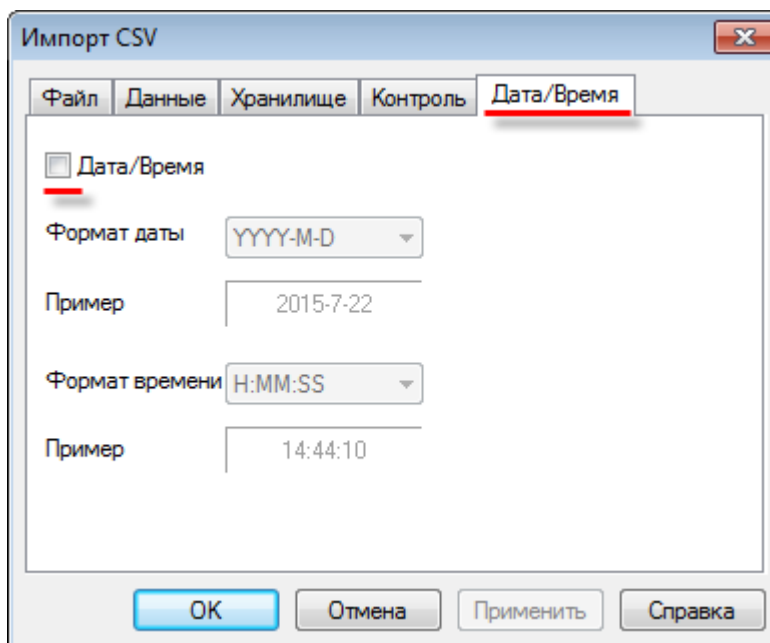 Импорт CSV
Файл Данные Хранилище Контроль Дата/Время
Дата/Время
Формат даты YYYY-M-D
Пример 2015-7-22
Формат времени H:MM:SS
Пример 14:44:10
OK Отмена Применить Справка